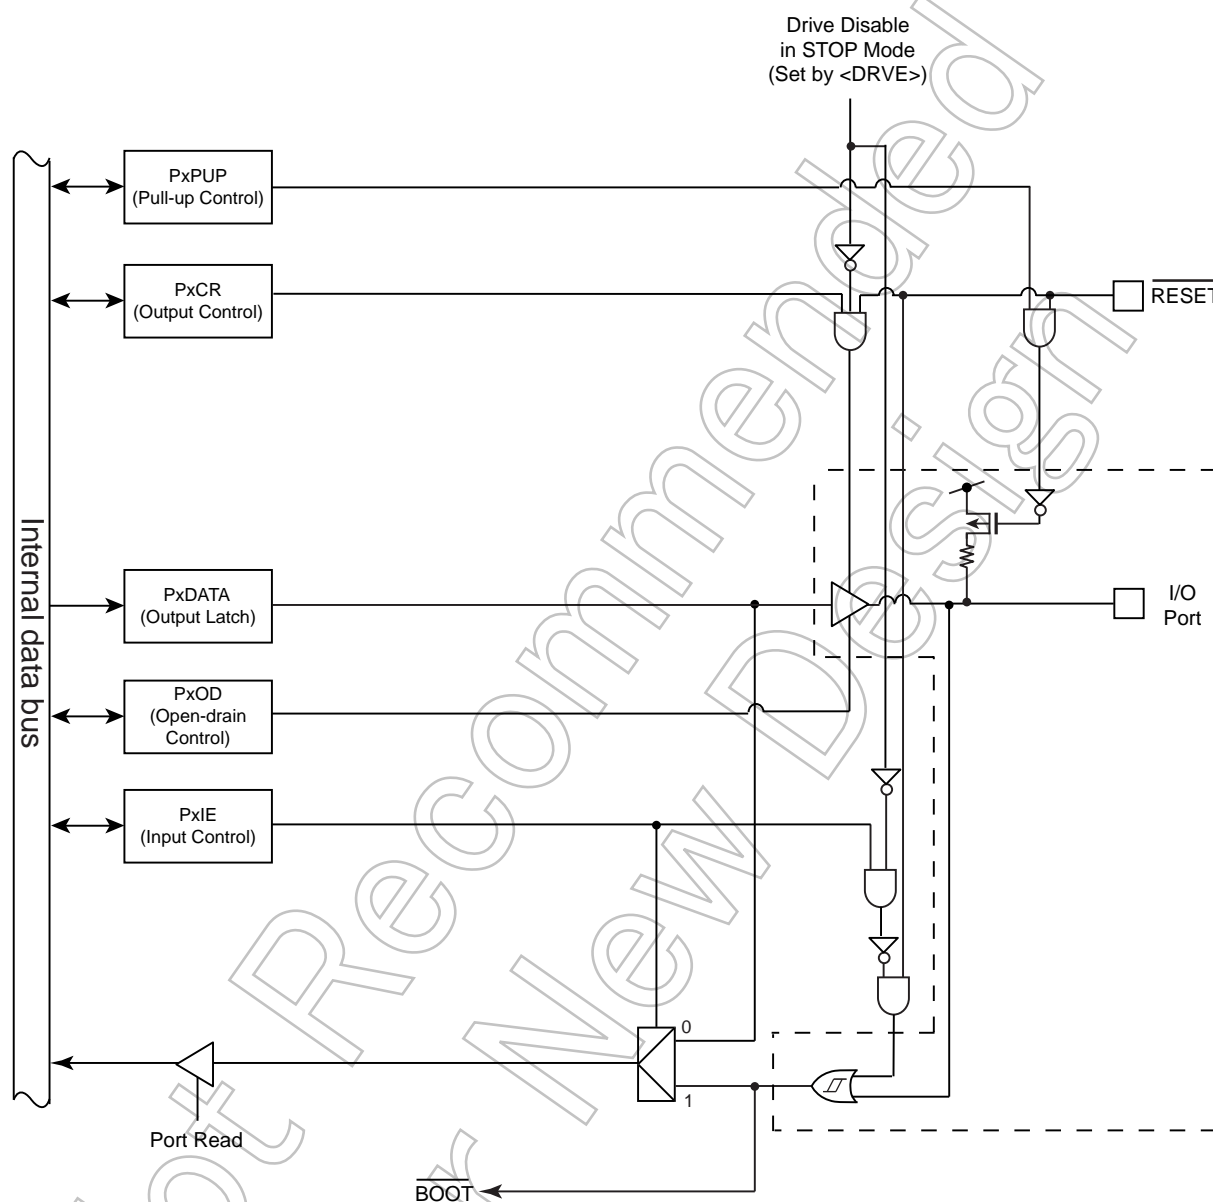 Drive Disable
in STOP Mode
(Set by <DRVE>)
PxPUP
(Pull-up Control)
PxCR
(Output Control)
RESET
Internal data bus
PxDATA
(Output Latch)
I/O
Port
PxOD
(Open-drain
Control)
PxIE
(Input Control)
0
1
Port Read
BOOT
Not Recommended
for New Design